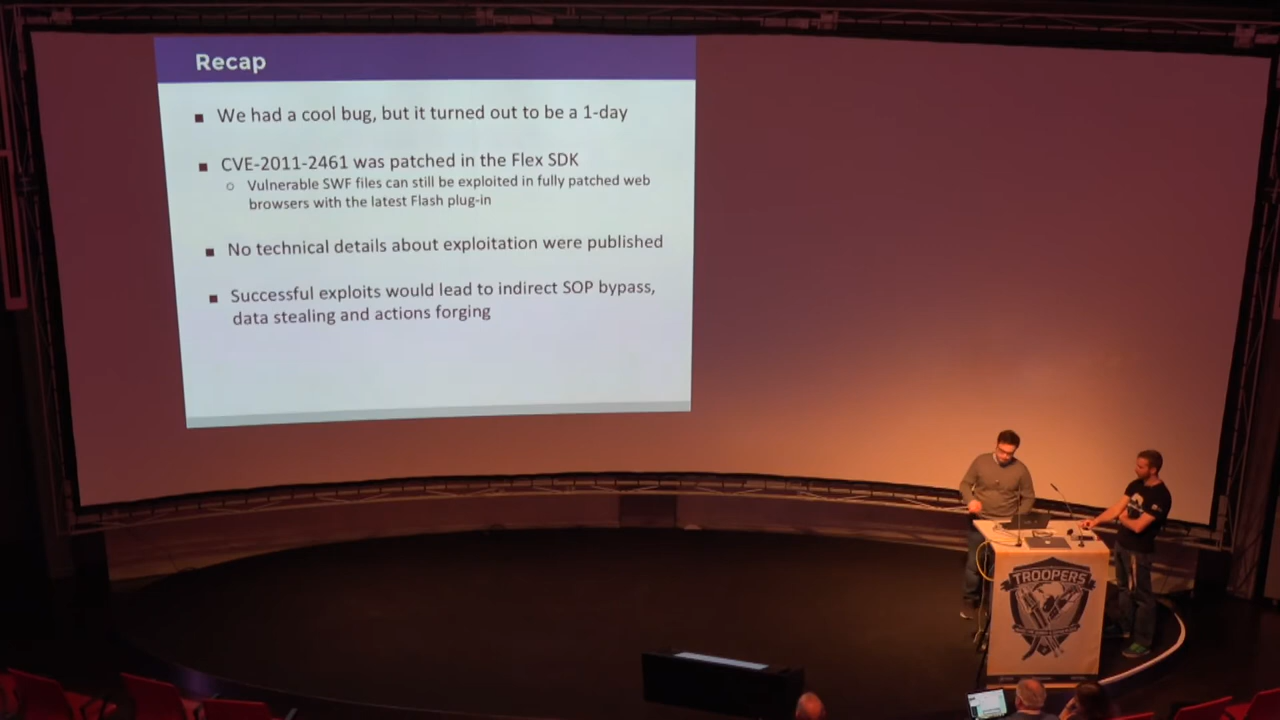 Recap
We had a cool bug, but it turned out to be a 1-day
CVE-2011-2461 was patched in the Flex SDK
Vulnerable SWF files can still be exploited in fully patched web
browsers with the latest Flash plug-in
No technical details about exploitation were published
Successful exploits would lead to indirect SOP bypass,
data stealing and actions forging
TROOPERS